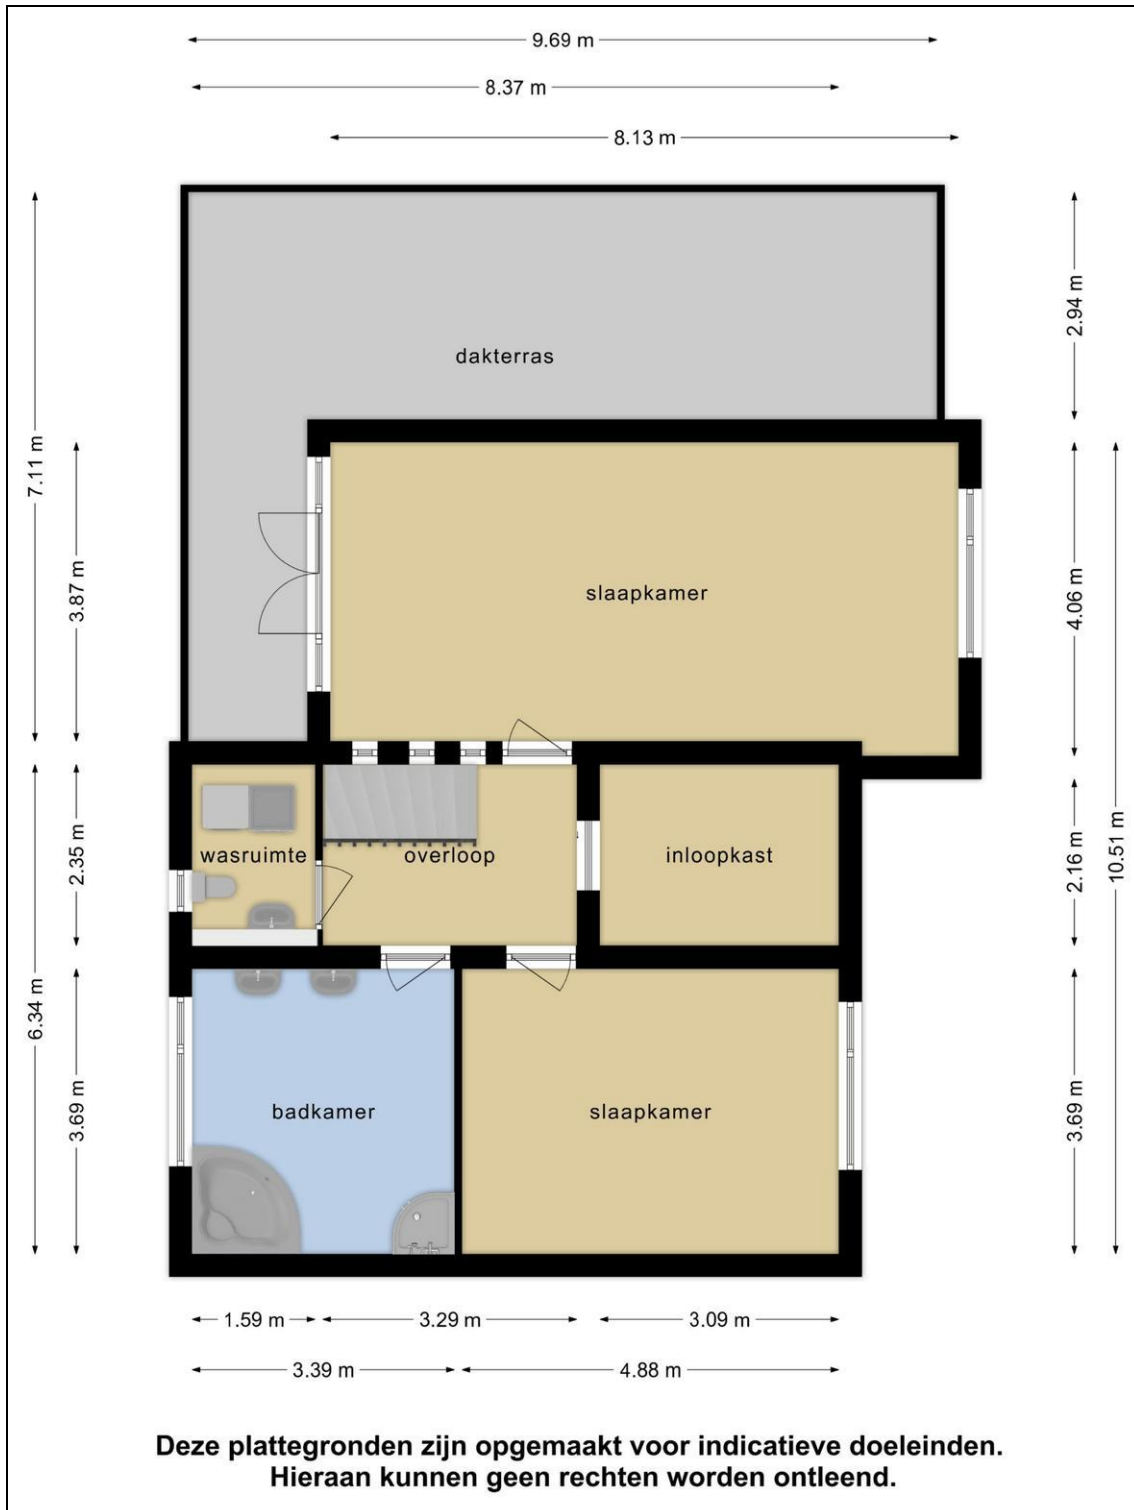 9.69 m
8.37 m
8.13 m
7.11 m
2.94 m
dakterras
3.87 m
4.06 m
slaapkamer
10.51 m
2.35 m
2.16 m
wasruimte
overloop
inloopkast
6.34 m
3.69 m
3.69 m
badkamer
slaapkamer
1.59 m
3.29 m
3.09 m
3.39 m
4.88 m
Deze plattegronden zijn opgemaakt voor indicatieve doeleinden.
Hieraan kunnen geen rechten worden ontleend.